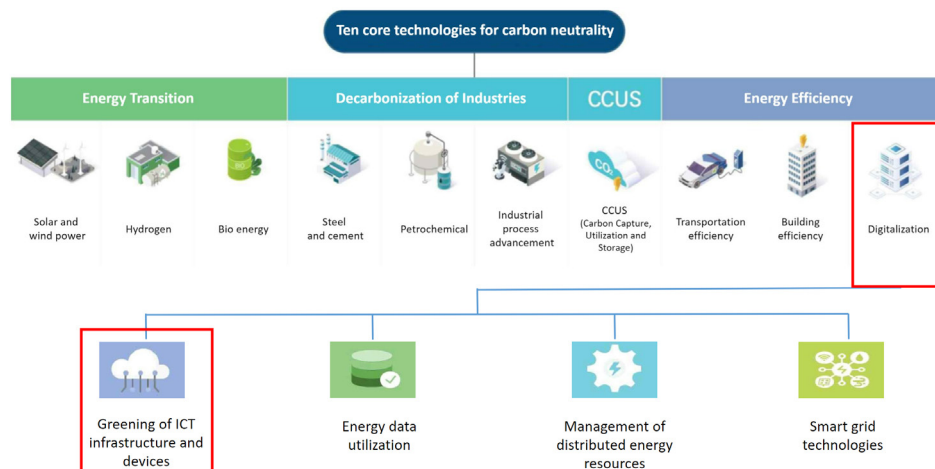 Ten core technologies for carbon neutrality
Energy Transition
Decarbonization of Industries
CCUS
Energy Efficiency
BIO
CO₂
Solar and
wind power
Hydrogen
Bio energy
Steel
and cement
Petrochemical
Industrial
process
advancement
CCUS
(Carbon Capture,
Utilization and
Storage)
Transportation
efficiency
Building
efficiency
Digitalization
Greening of ICT
infrastructure and
devices
Energy data
utilization
Management of
distributed energy
resources
Smart grid
technologies